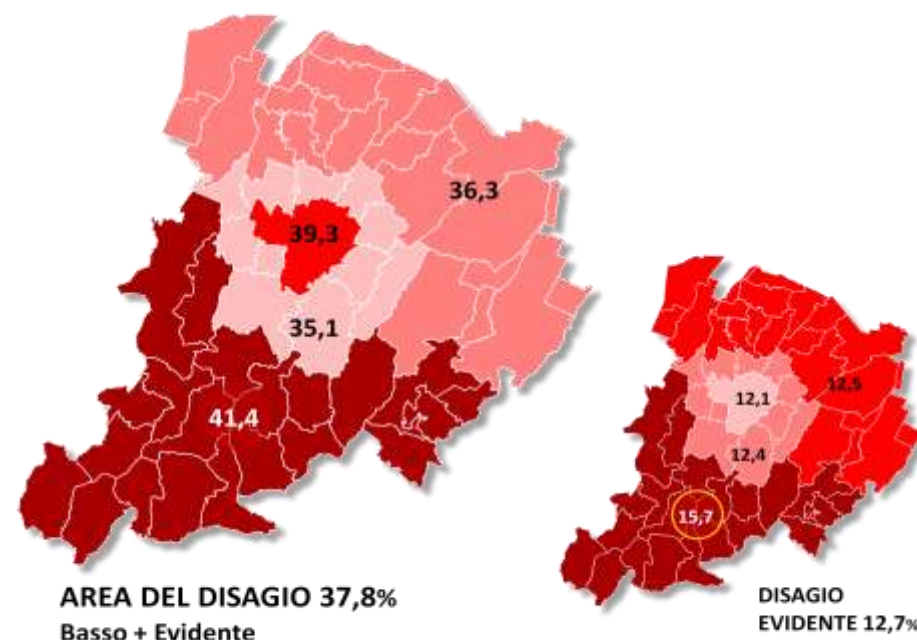 36,3
39,3
35,1
41,4
12,5
12,1
12,4
15,7
AREA DEL DISAGIO 37,8%
Basso + Evidente
DISAGIO
EVIDENTE 12,7%